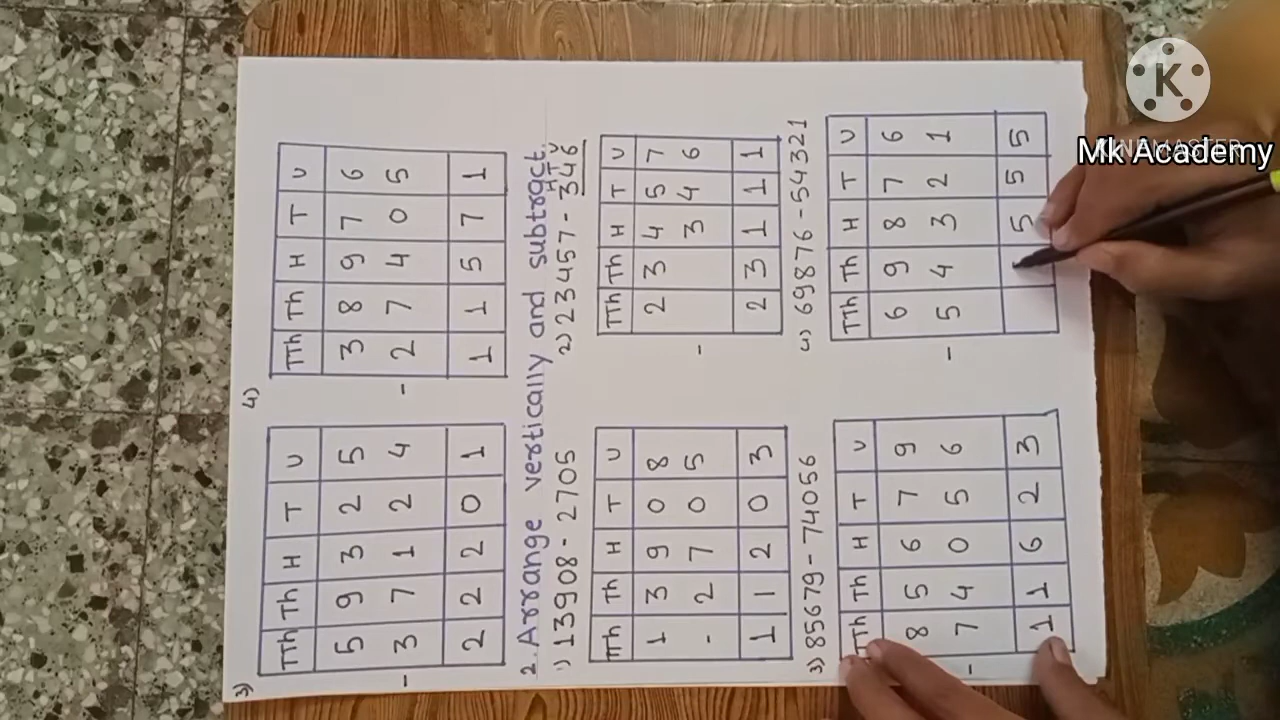 3)
TTh Th H T U
5 9 3 2 5
- 3 7 1 2 4
2 2 2 0 1
4)
TTh Th H T U
3 8 9 7 6
- 2 7 4 0 5
1 1 5 7 1
2. Arrange vertically and subtract.
1) 13908 - 2705
TTh Th H T U
1 3 9 0 8
- 2 7 0 5
1 1 2 0 3
2) 23457 - 346
H T U
TTh Th H T U
2 3 4 5 7
- 3 4 6
2 3 1 1 1
3) 85679 - 74056
TTh Th H T U
8 5 6 7 9
- 7 4 0 5 6
1 1 6 2 3
4) 69876 - 54321
TTh Th H T U
6 9 8 7 6
- 5 4 3 2 1
5 5 5
K
Mk Academy
KINEMASTER